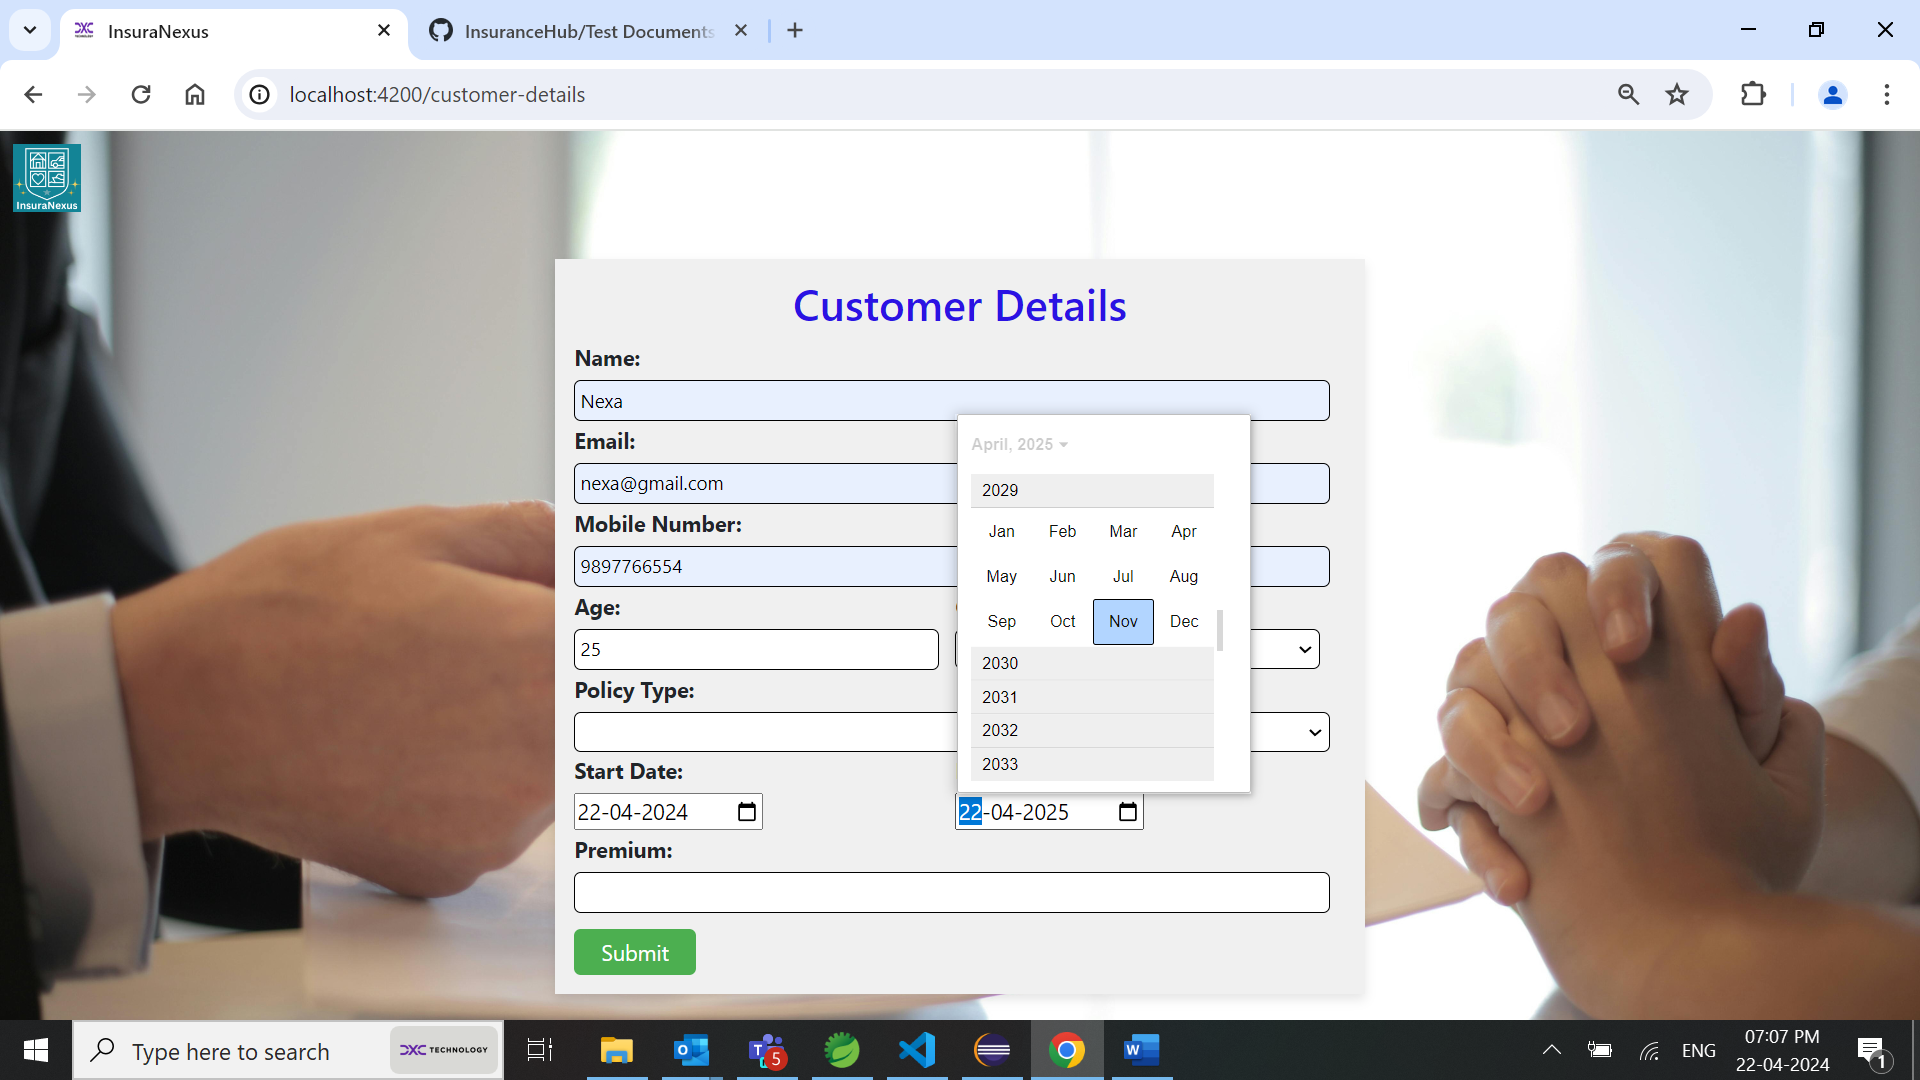 InsuraNexus
InsuranceHub/Test Documents
localhost:4200/customer-details
InsuraNexus
Customer Details
Name:
Nexa
Email:
nexa@gmail.com
Mobile Number:
9897766554
Age:
25
Policy Type:
Start Date:
22-04-2024
22-04-2025
Premium:
Submit
April, 2025
2029
Jan Feb Mar Apr
May Jun Jul Aug
Sep Oct Nov Dec
2030
2031
2032
2033
Type here to search
DXC TECHNOLOGY
5
ENG
07:07 PM
22-04-2024
1